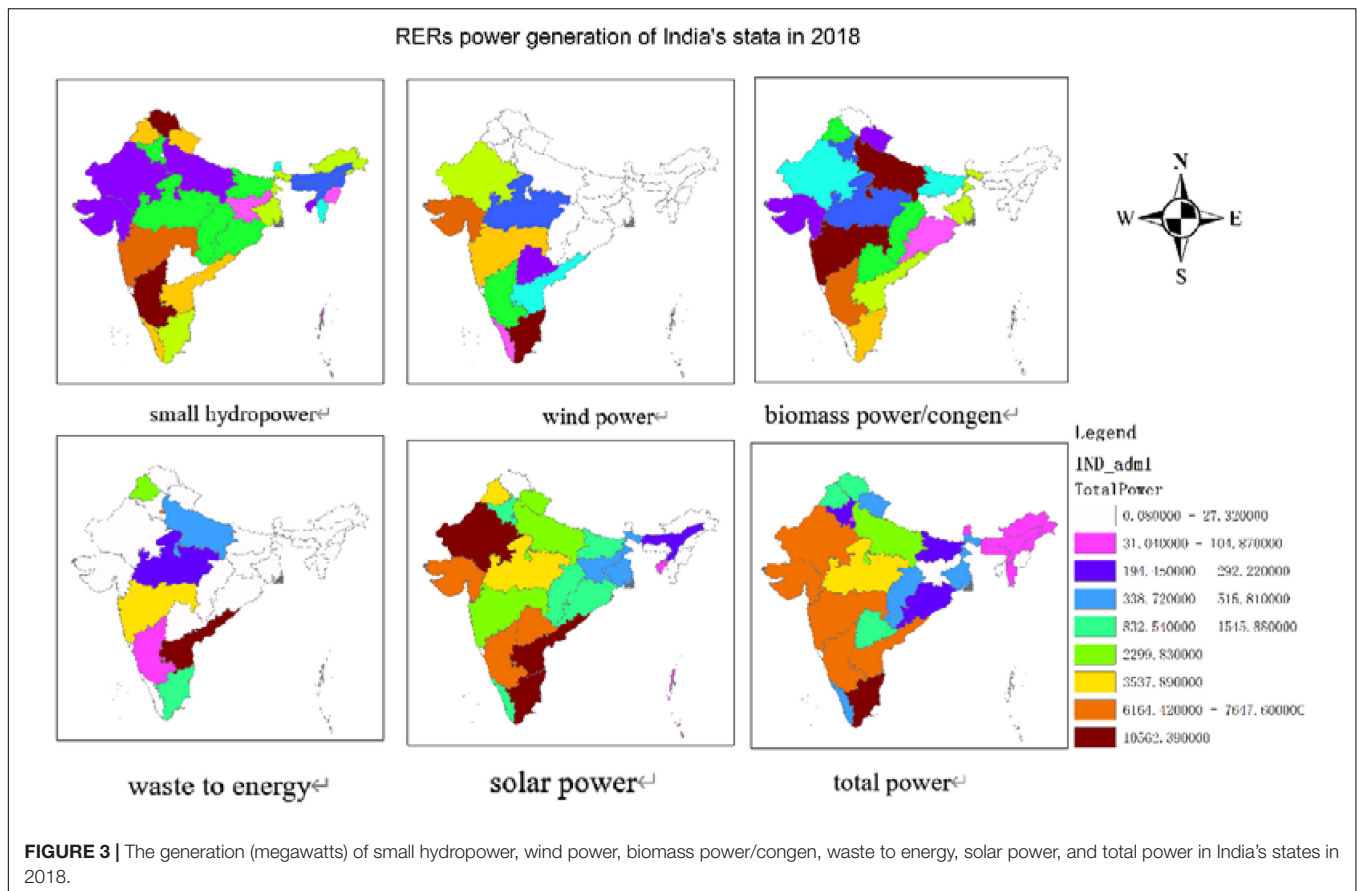 RERs power generation of India's stata in 2018
small hydropower↵
wind power↵
biomass power/congen↵
N
W
E
S
waste to energy↵
solar power↵
total power↵
Legend
IND_adm1
TotalPower
0.080000 - 27.320000
31.040000 - 104.870000
194.450000 292.220000
338.720000 515.810000
832.540000 1545.880000
2299.830000
3537.890000
6164.420000 - 7647.600000
10562.390000
FIGURE 3 | The generation (megawatts) of small hydropower, wind power, biomass power/congen, waste to energy, solar power, and total power in India's states in
2018.